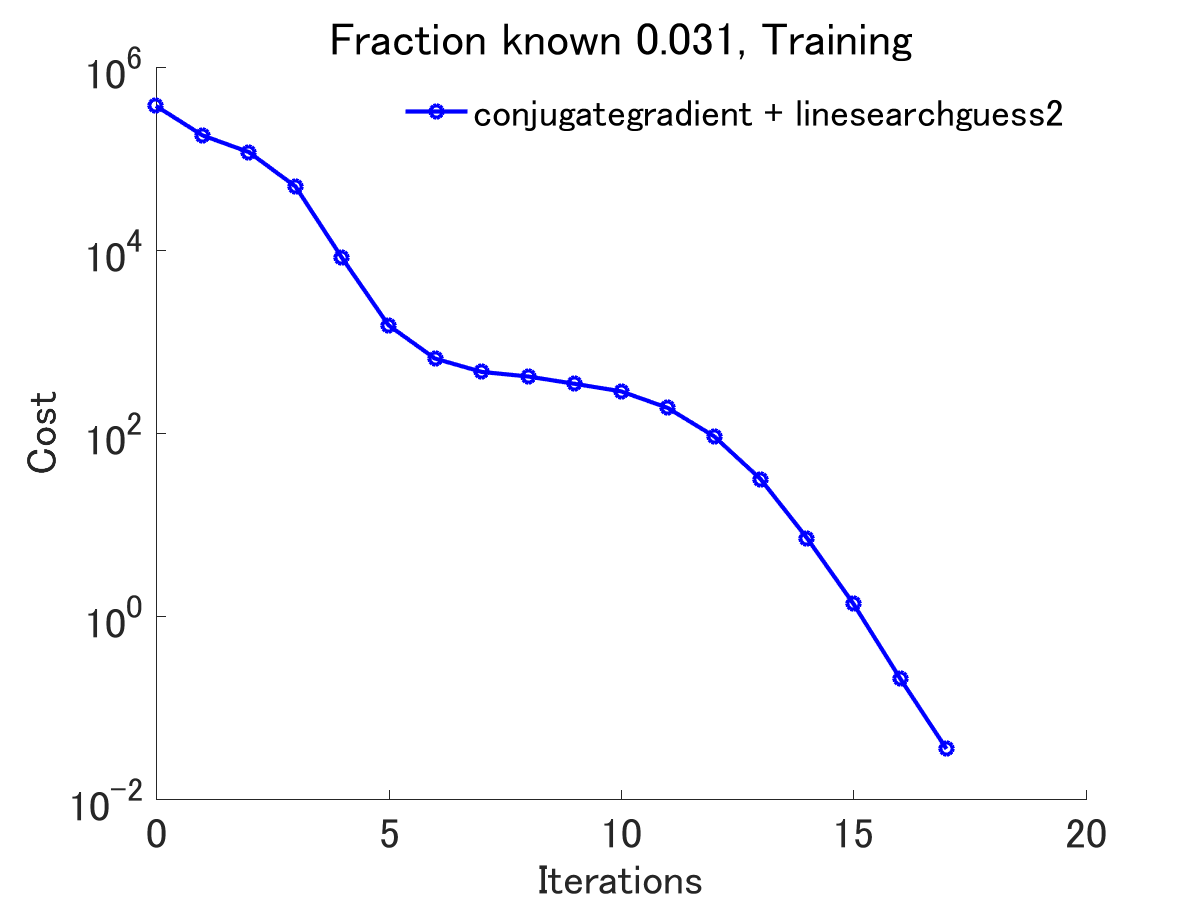 Fraction known 0.031, Training
conjugategradient + linesearchguess2
10^6
10^4
10^2
10^0
10^-2
Cost
0 5 10 15 20
Iterations